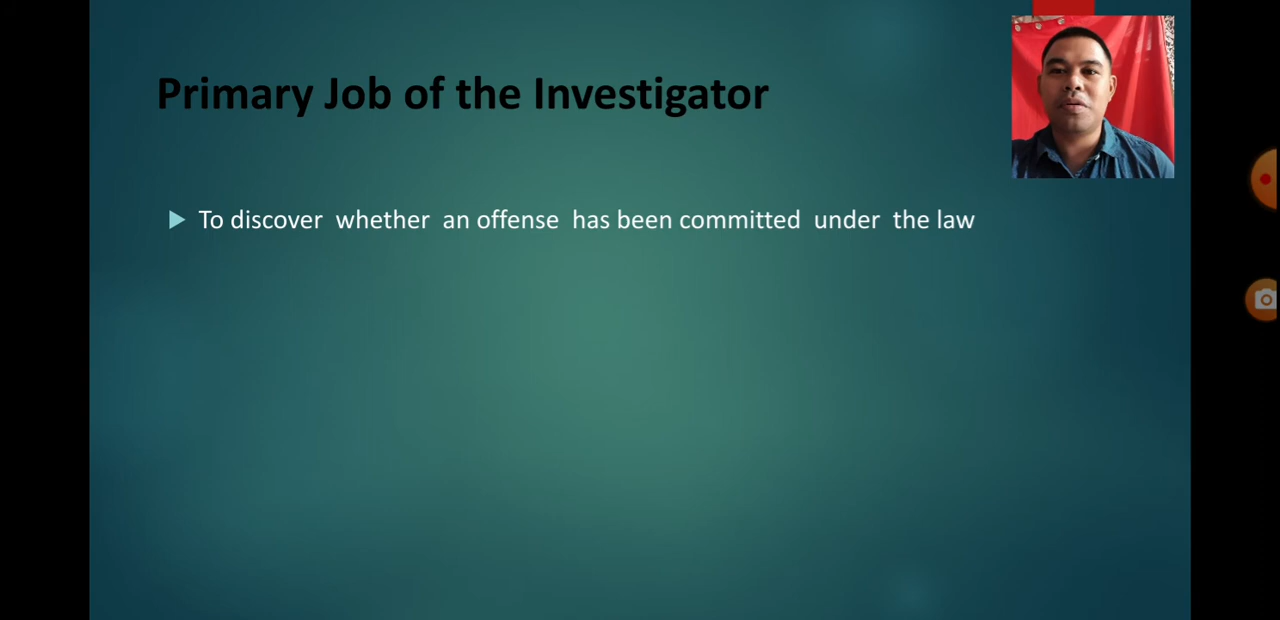 Primary Job of the Investigator
To discover whether an offense has been committed under the law